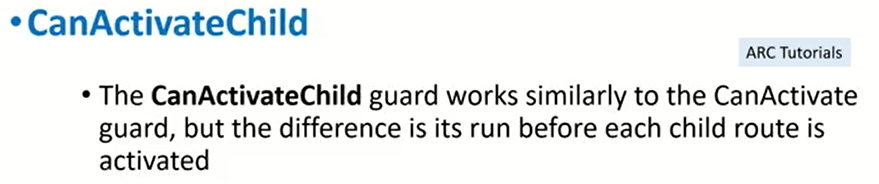 •CanActivateChild
ARC Tutorials
• The CanActivateChild guard works similarly to the CanActivate
guard, but the difference is its run before each child route is
activated